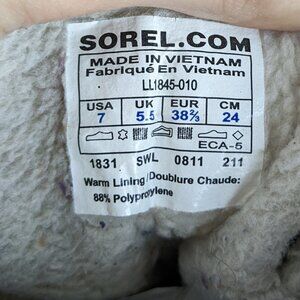 SOREL.COM
MADE IN VIETNAM
Fabriqué En Vietnam
LL1845-010
USA UK EUR CM
7 5.5 38⅔ 24
ECA-5
1831 SWL 0811 211
Warm Lining/Doublure Chaude:
88% Polypropylene